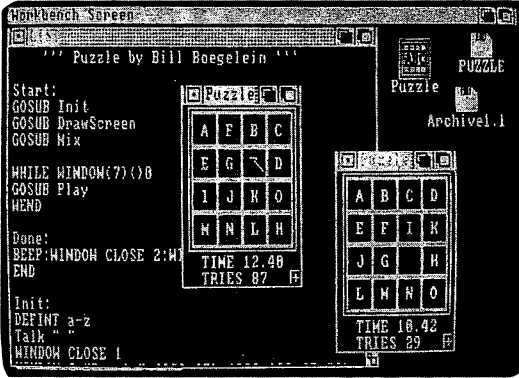 Workbench Screen
''' Puzzle by Bill Boegelein '''
Start:
GOSUB Init
GOSUB DrawScreen
GOSUB Mix
WHILE WINDOW(7)<>0
GOSUB Play
WEND
Done:
BEEP:WINDOW CLOSE 2:WI
END
Init:
DEFINT a-z
Talk " "
WINDOW CLOSE 1
Puzzle
A F B C
E G D
I J K O
M N L H
TIME 12.40
TRIES 87
Puzzle
PUZZLE
Archive1.1
A B C D
E F I K
J G H
L M N O
TIME 10.42
TRIES 29